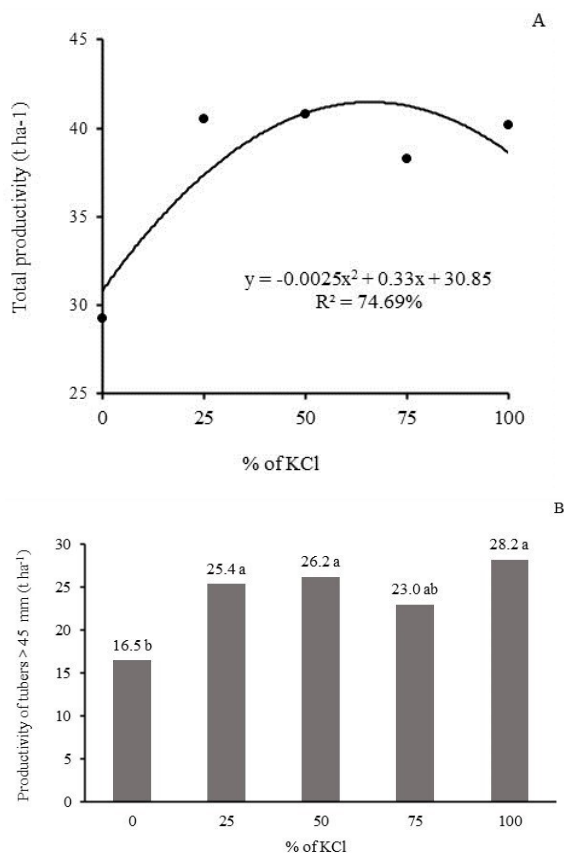 A
Total productivity (t ha-1)
45
40
35
30
25
y = -0.0025x² + 0.33x + 30.85
R² = 74.69%
0 25 50 75 100
% of KCl
B
Productivity of tubers > 45 mm (t ha⁻¹)
30
25
20
15
10
5
0
16.5 b 25.4 a 26.2 a 23.0 ab 28.2 a
0 25 50 75 100
% of KCl